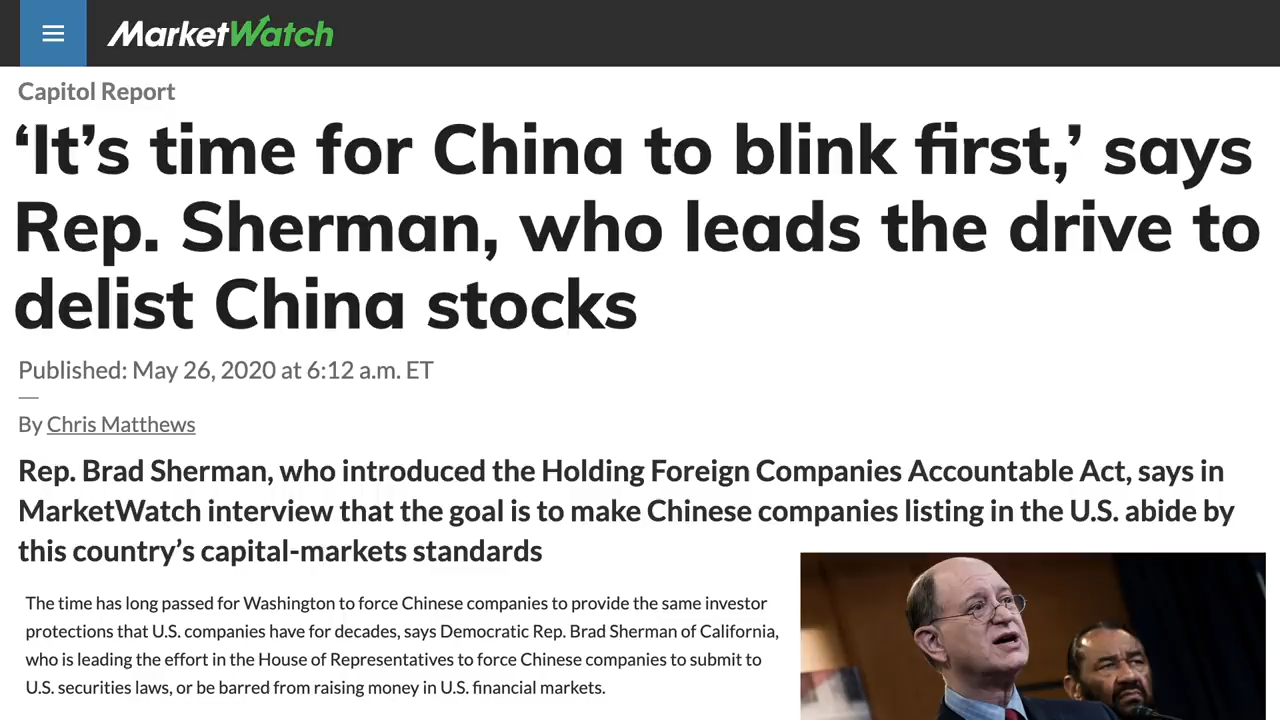 MarketWatch
Capitol Report
‘It’s time for China to blink first,’ says
Rep. Sherman, who leads the drive to
delist China stocks
Published: May 26, 2020 at 6:12 a.m. ET
By Chris Matthews
Rep. Brad Sherman, who introduced the Holding Foreign Companies Accountable Act, says in
MarketWatch interview that the goal is to make Chinese companies listing in the U.S. abide by
this country’s capital-markets standards
The time has long passed for Washington to force Chinese companies to provide the same investor
protections that U.S. companies have for decades, says Democratic Rep. Brad Sherman of California,
who is leading the effort in the House of Representatives to force Chinese companies to submit to
U.S. securities laws, or be barred from raising money in U.S. financial markets.